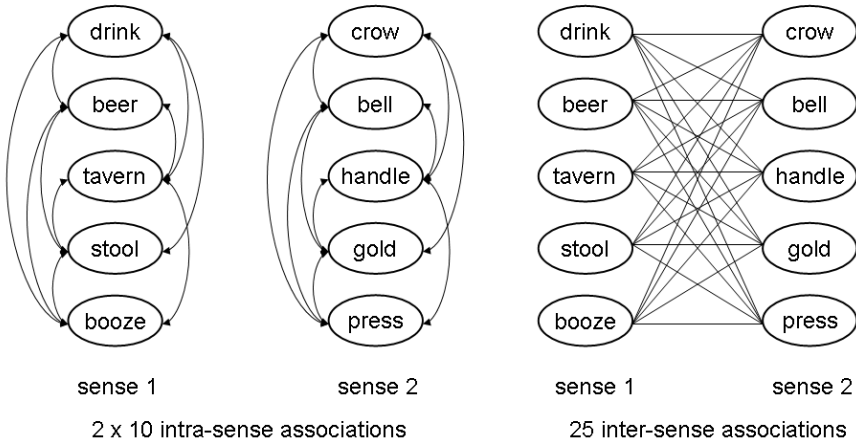 drink crow drink crow
beer bell beer bell
tavern handle tavern handle
stool gold stool gold
booze press booze press
sense 1 sense 2 sense 1 sense 2
2 x 10 intra-sense associations 25 inter-sense associations